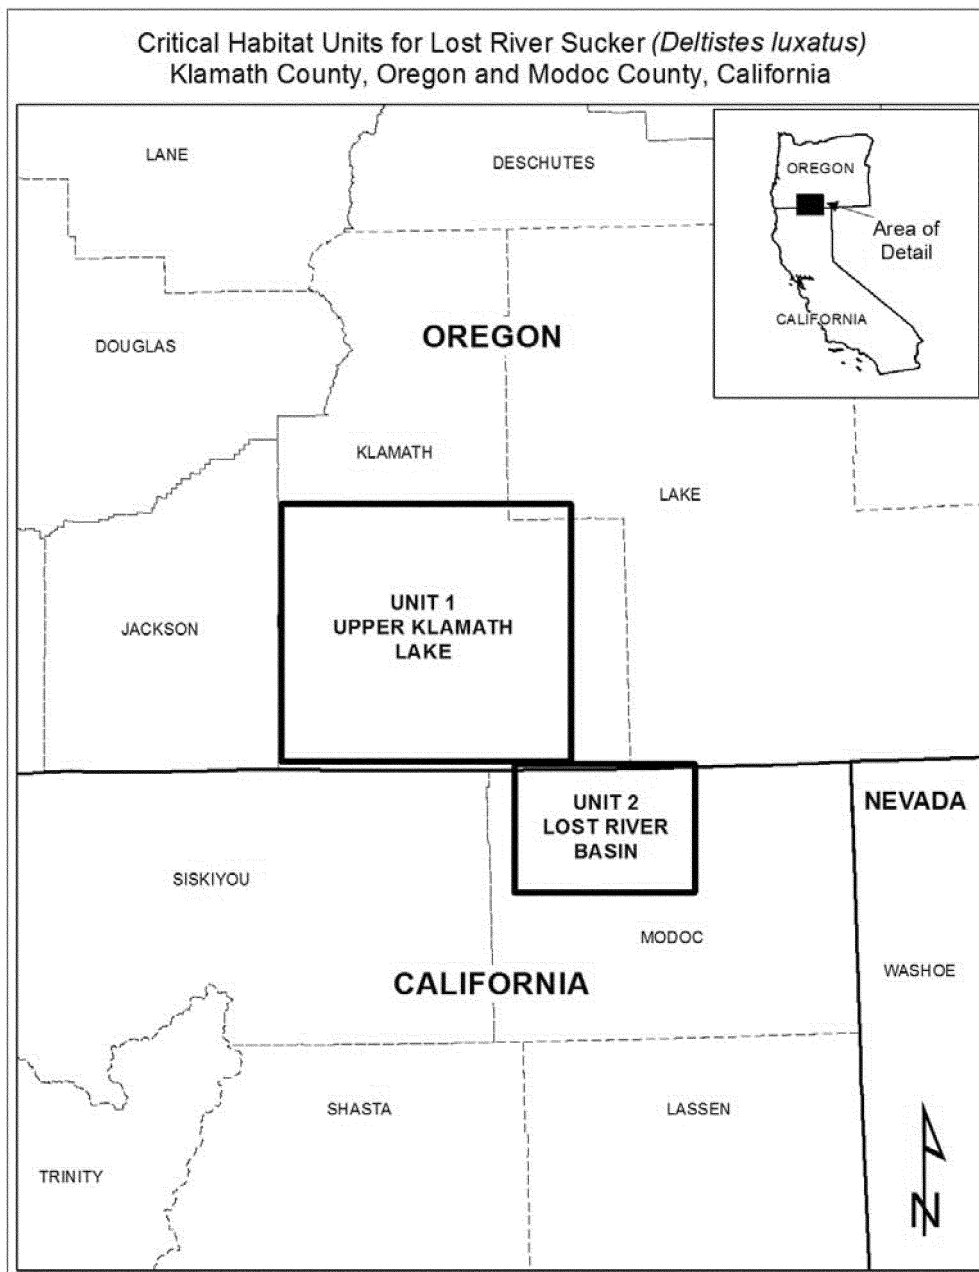 Critical Habitat Units for Lost River Sucker (Deltistes luxatus)
Klamath County, Oregon and Modoc County, California
LANE
DESCHUTES
OREGON
Area of
Detail
CALIFORNIA
DOUGLAS
OREGON
KLAMATH
LAKE
UNIT 1
UPPER KLAMATH
LAKE
JACKSON
UNIT 2
LOST RIVER
BASIN
NEVADA
SISKIYOU
MODOC
CALIFORNIA
WASHOE
SHASTA
LASSEN
TRINITY
N